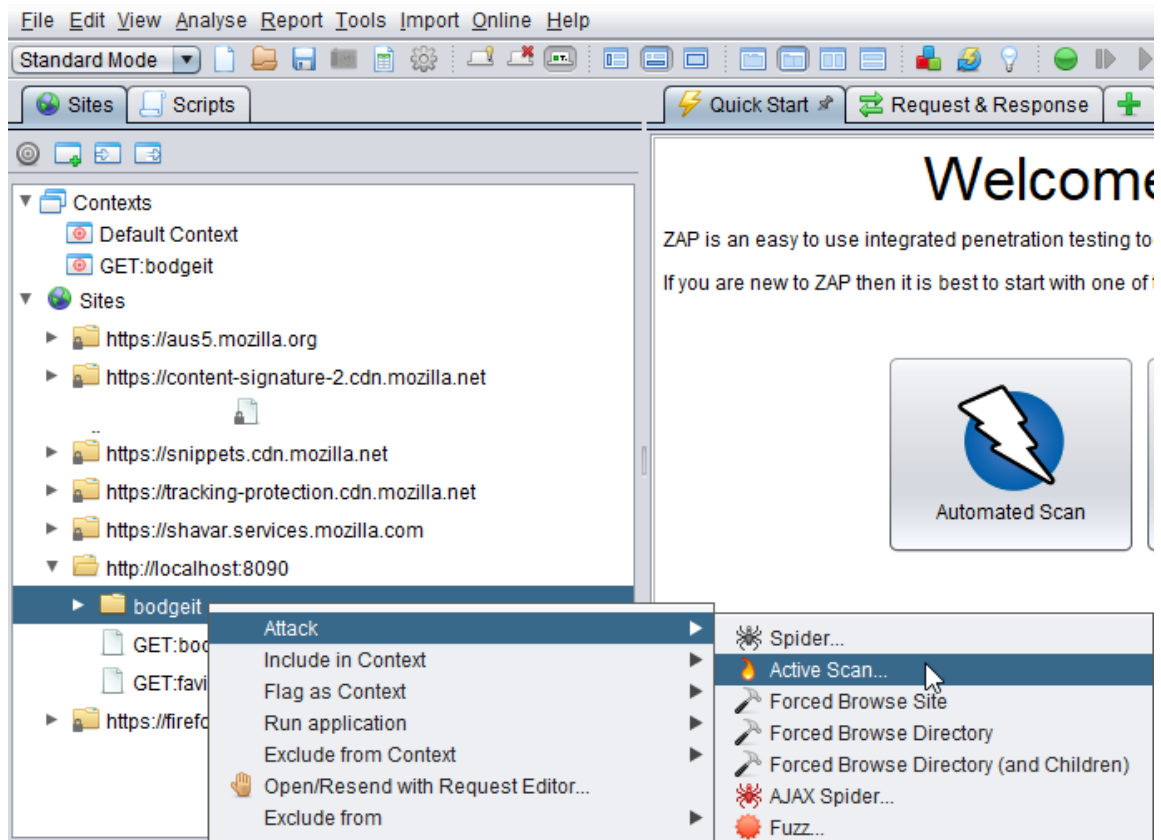 File Edit View Analyse Report Tools Import Online Help
Standard Mode
Sites Scripts
Quick Start Request & Response
Contexts
Default Context
GET:bodgeit
Sites
https://aus5.mozilla.org
https://content-signature-2.cdn.mozilla.net
https://snippets.cdn.mozilla.net
https://tracking-protection.cdn.mozilla.net
https://shavar.services.mozilla.com
http://localhost:8090
bodgeit
GET:boo
GET:favi
https://firefo
Welcome
ZAP is an easy to use integrated penetration testing to
If you are new to ZAP then it is best to start with one of
Automated Scan
Attack
Include in Context
Flag as Context
Run application
Exclude from Context
Open/Resend with Request Editor...
Exclude from
Spider...
Active Scan...
Forced Browse Site
Forced Browse Directory
Forced Browse Directory (and Children)
AJAX Spider...
Fuzz...